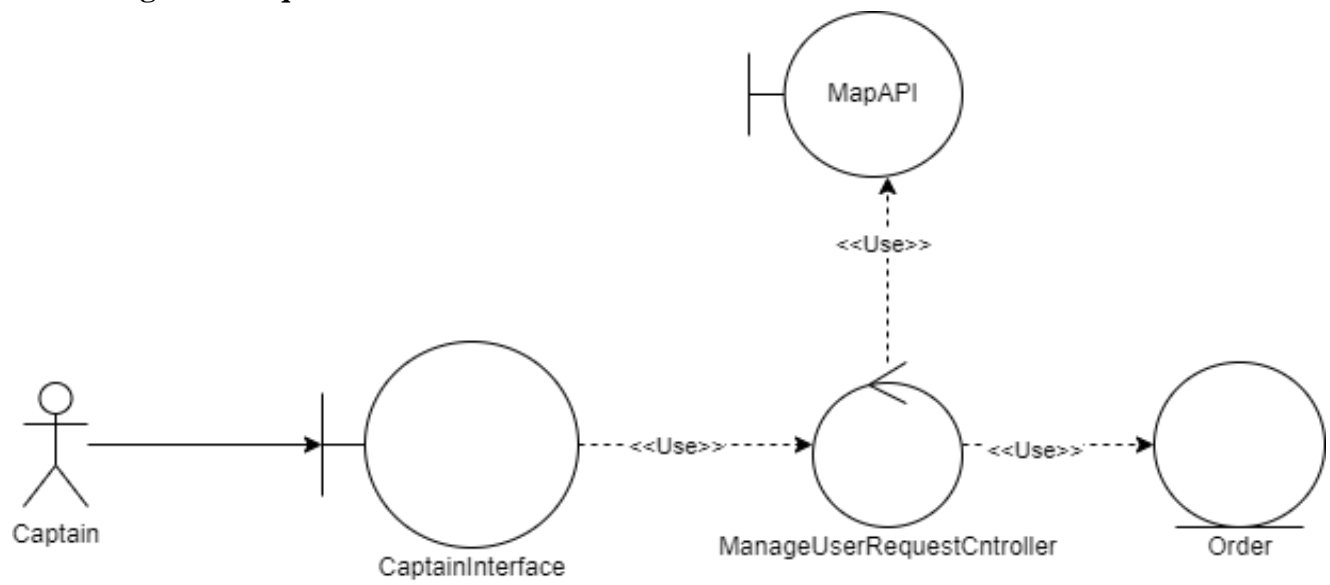 MapAPI
<<Use>>
<<Use>>
<<Use>>
Captain
CaptainInterface
ManageUserRequestCntroller
Order